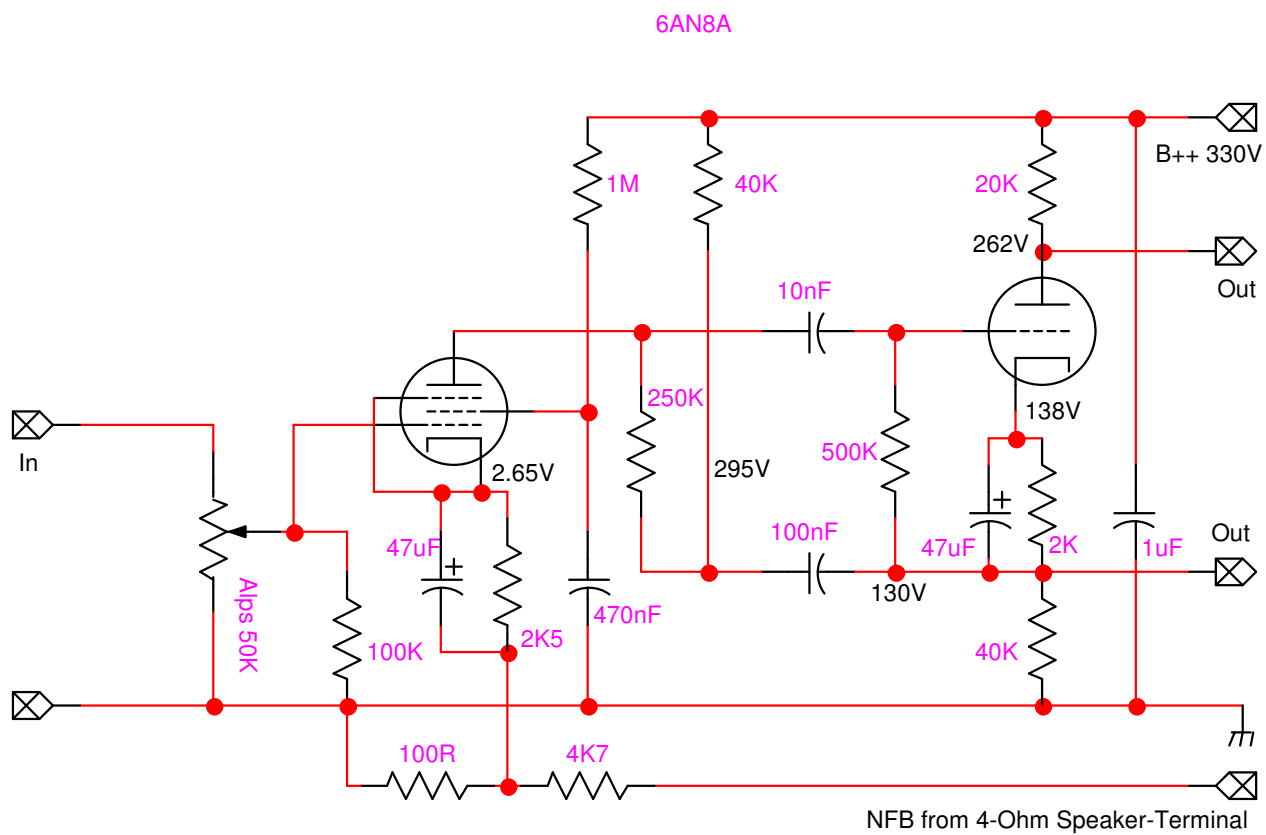 6AN8A
B++ 330V
1M
40K
20K
262V
Out
10nF
250K
138V
In
2.65V
295V
500K
47uF
100nF
47uF
2K
1uF
Out
130V
Alps 50K
100K
2K5
470nF
40K
100R
4K7
NFB from 4-Ohm Speaker-Terminal